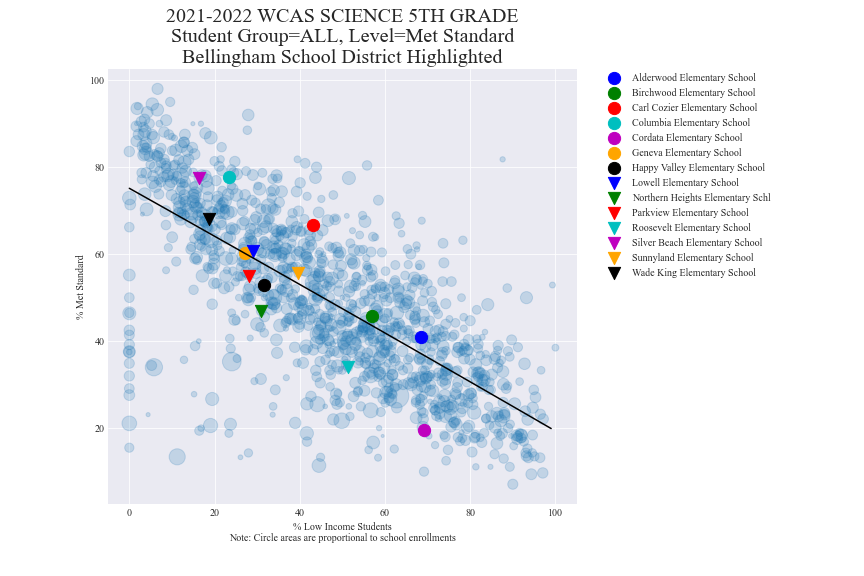 2021-2022 WCAS SCIENCE 5TH GRADE
Student Group=ALL, Level=Met Standard
Bellingham School District Highlighted
100
80
60
40
20
% Met Standard
0
20
40
60
80
100
% Low Income Students
Note: Circle areas are proportional to school enrollments
Alderwood Elementary School
Birchwood Elementary School
Carl Cozier Elementary School
Columbia Elementary School
Cordata Elementary School
Geneva Elementary School
Happy Valley Elementary School
Lowell Elementary School
Northern Heights Elementary Schl
Parkview Elementary School
Roosevelt Elementary School
Silver Beach Elementary School
Sunnyland Elementary School
Wade King Elementary School